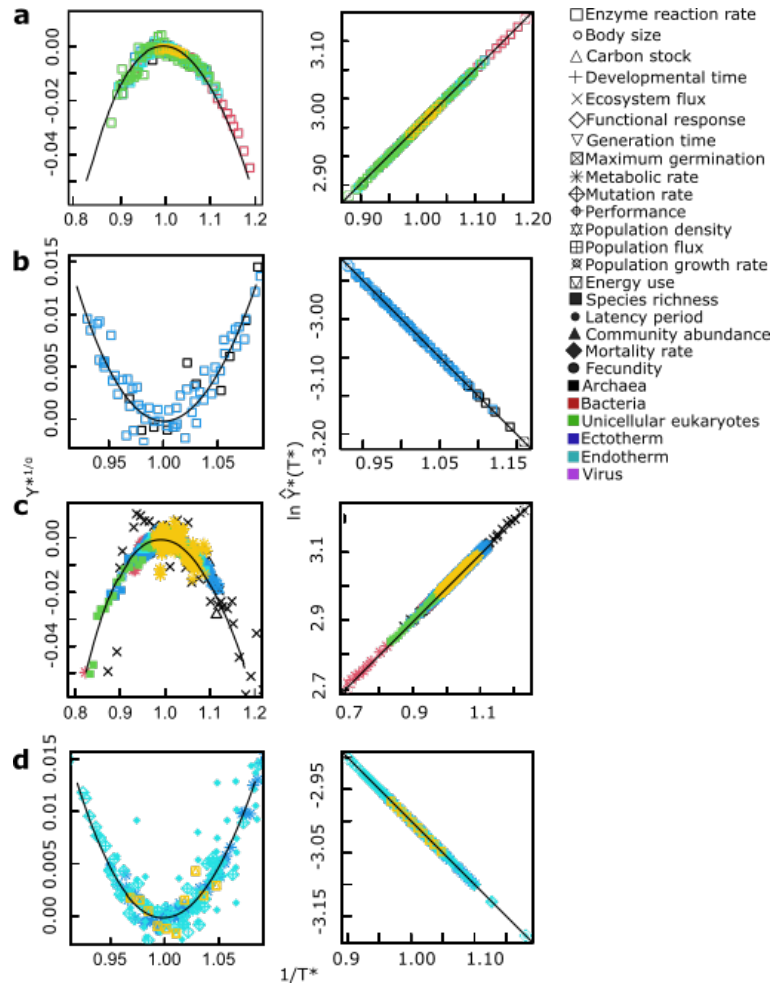 a
0.00
-0.02
-0.04
0.8 0.9 1.0 1.1 1.2
3.10
3.00
2.90
0.90 1.00 1.10 1.20
b
0.015
0.010
0.005
0.00
0.95 1.00 1.05
-3.00
-3.10
-3.20
0.95 1.05 1.15
Y*1/α
ln Ŷ*(T*)
c
0.00
-0.02
-0.04
0.8 0.9 1.0 1.1 1.2
3.1
2.9
2.7
0.7 0.9 1.1
d
0.015
0.010
0.005
0.00
0.95 1.00 1.05
-2.95
-3.05
-3.15
0.9 1.00 1.10
1/T*
Enzyme reaction rate
Body size
Carbon stock
Developmental time
Ecosystem flux
Functional response
Generation time
Maximum germination
Metabolic rate
Mutation rate
Performance
Population density
Population flux
Population growth rate
Energy use
Species richness
Latency period
Community abundance
Mortality rate
Fecundity
Archaea
Bacteria
Unicellular eukaryotes
Ectotherm
Endotherm
Virus